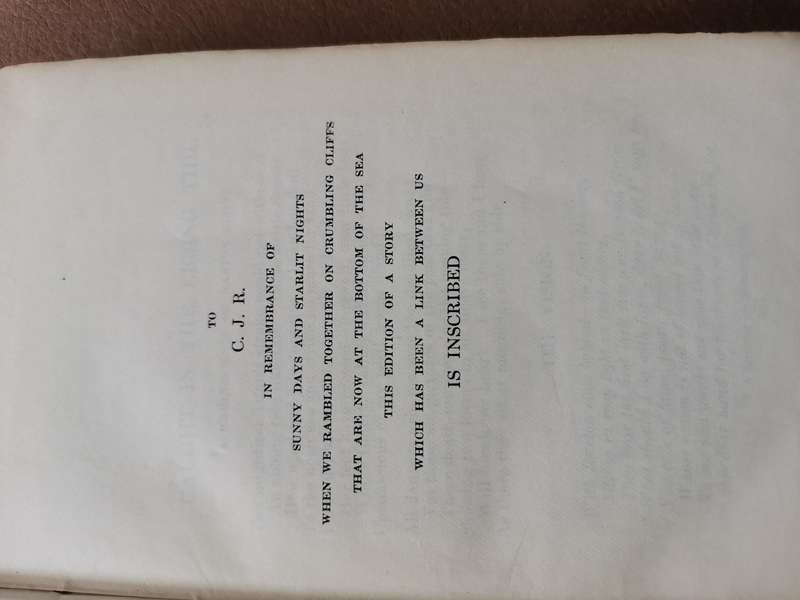 TO
C. J. R.
IN REMEMBRANCE OF
SUNNY DAYS AND STARLIT NIGHTS
WHEN WE RAMBLED TOGETHER ON CRUMBLING CLIFFS
THAT ARE NOW AT THE BOTTOM OF THE SEA
THIS EDITION OF A STORY
WHICH HAS BEEN A LINK BETWEEN US
IS INSCRIBED